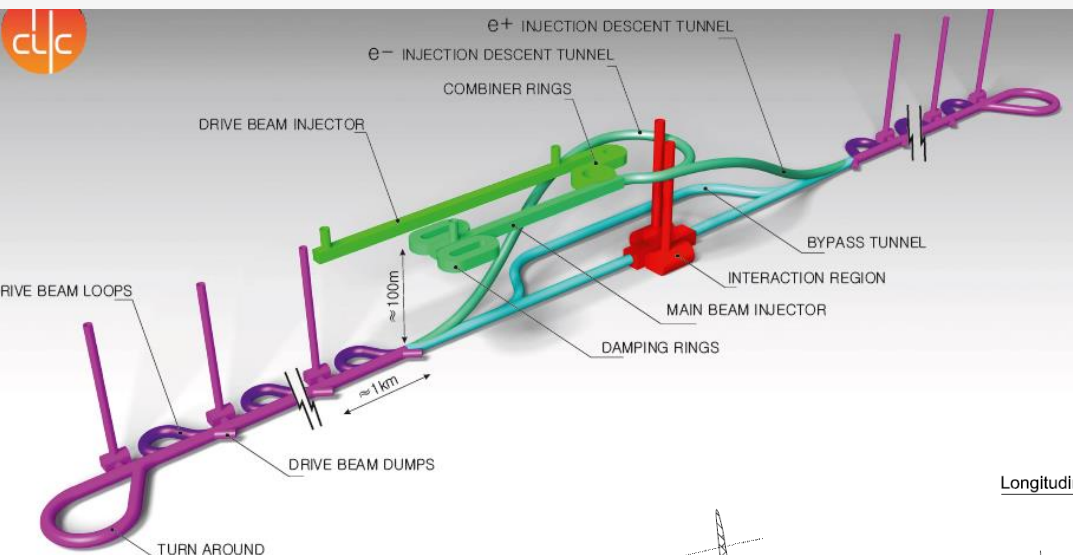 clic
e+ INJECTION DESCENT TUNNEL
e- INJECTION DESCENT TUNNEL
COMBINER RINGS
DRIVE BEAM INJECTOR
BYPASS TUNNEL
INTERACTION REGION
RIVE BEAM LOOPS
≈100m
MAIN BEAM INJECTOR
DAMPING RINGS
≈1km
DRIVE BEAM DUMPS
Longitudi
TURN AROUND